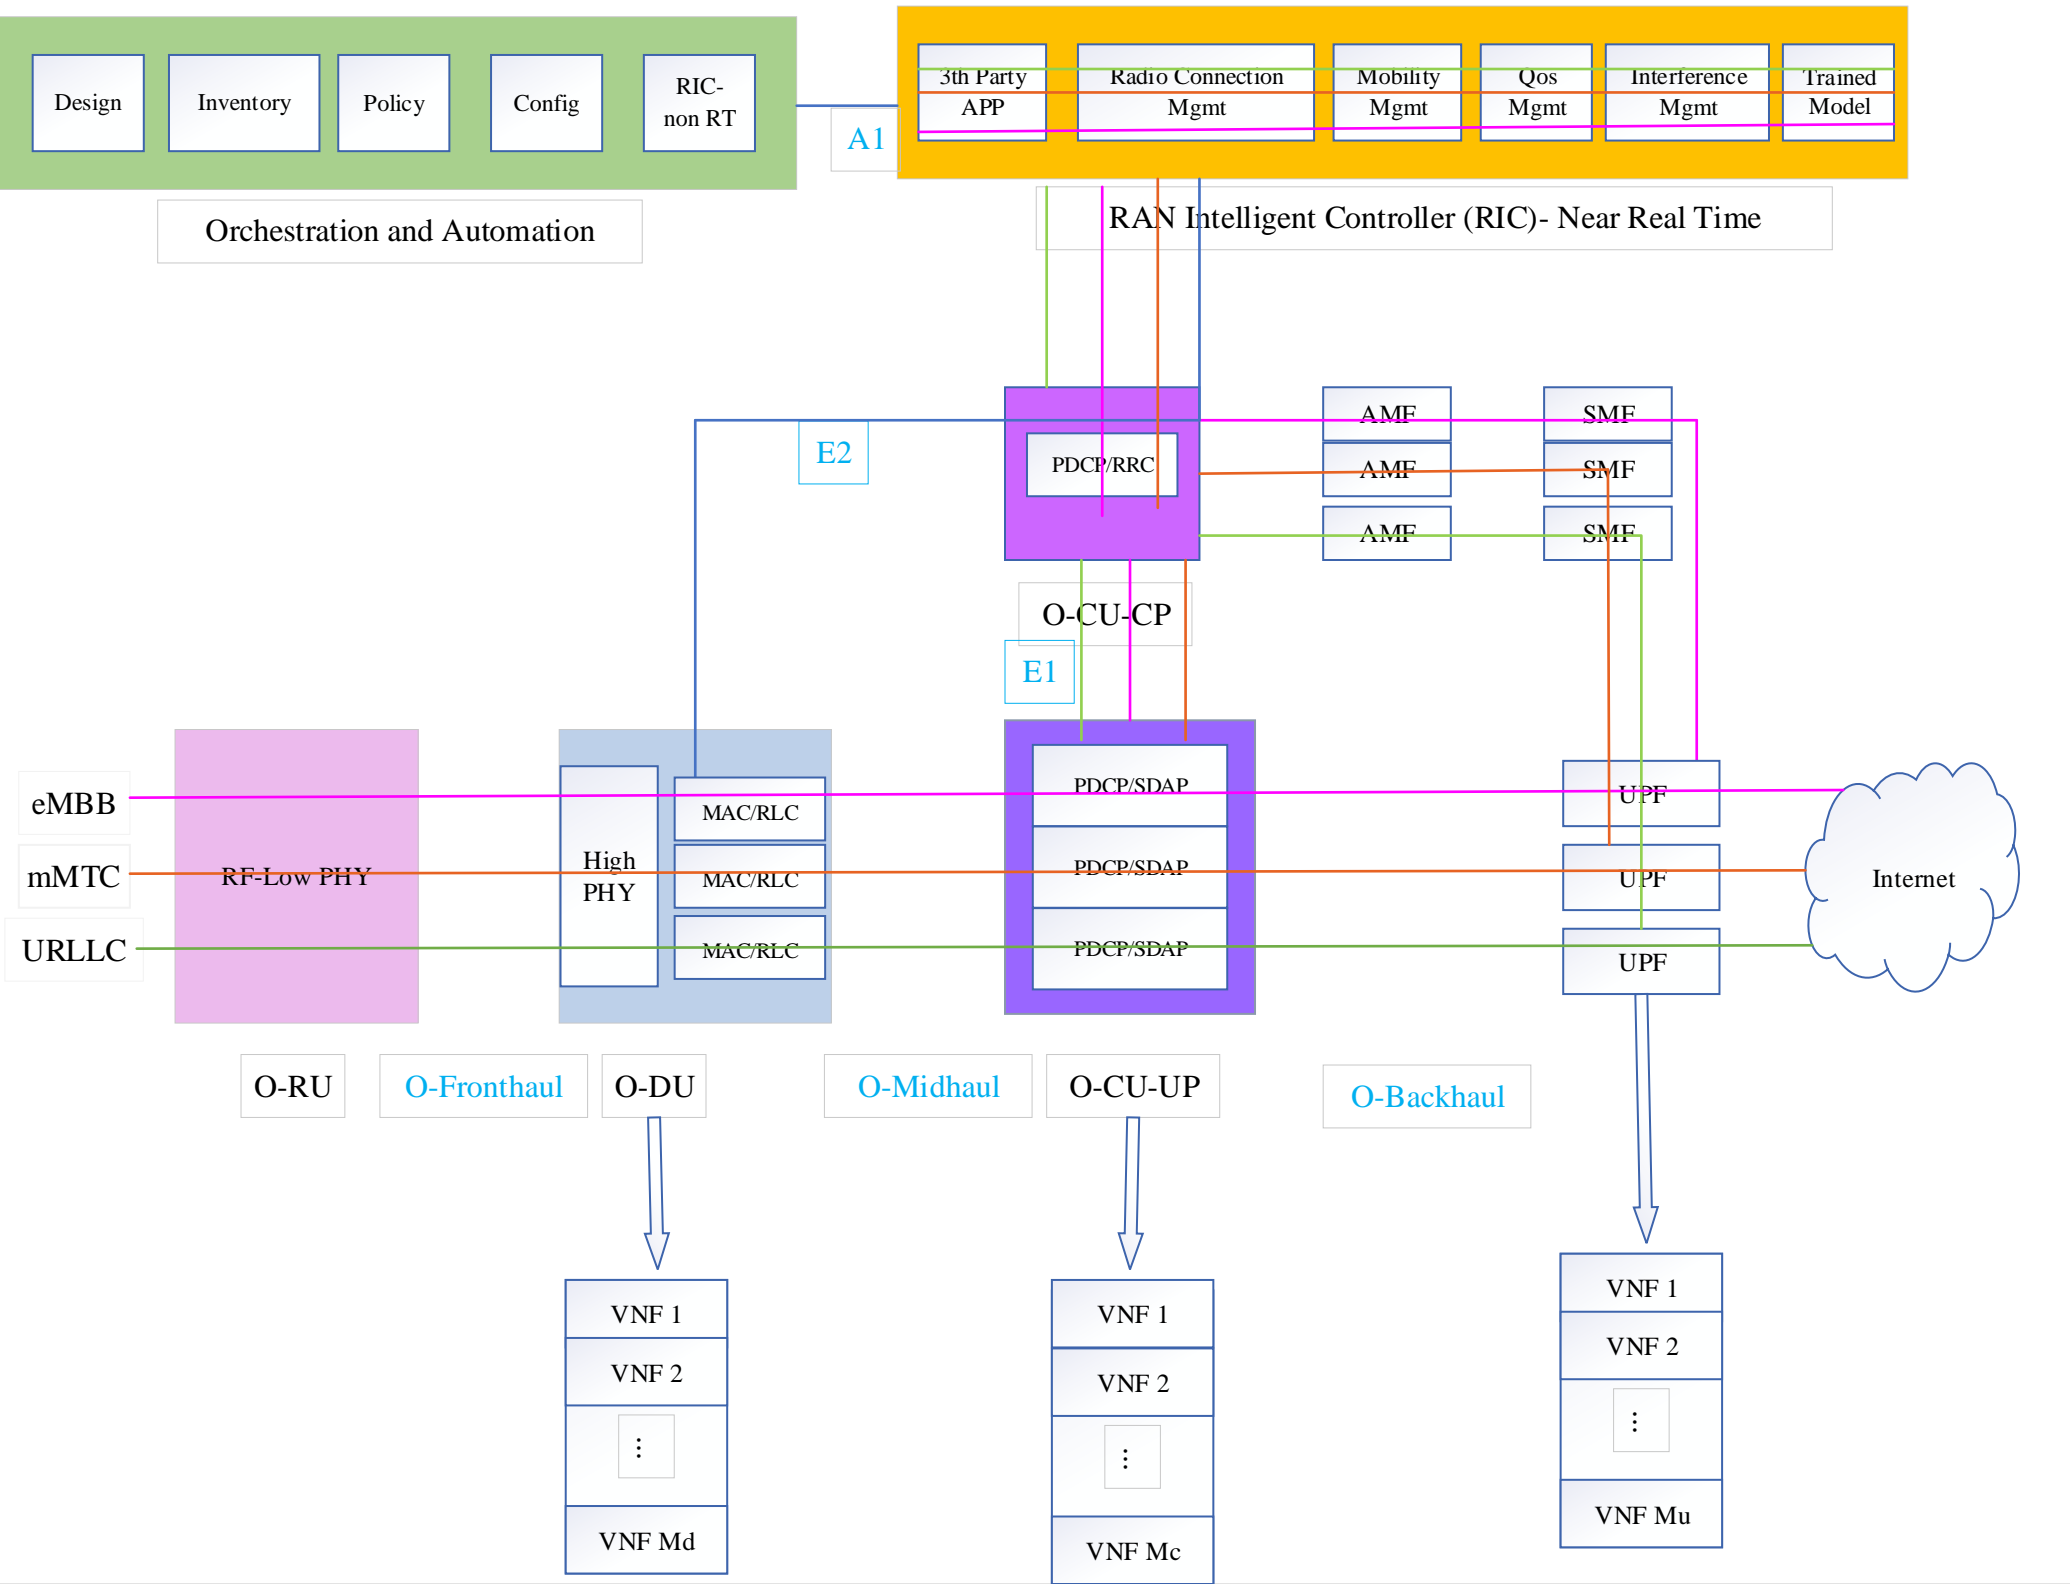 Design
Inventory
Policy
Config
RIC-
non RT
A1
3th Party
APP
Radio Connection
Mgmt
Mobility
Mgmt
Qos
Mgmt
Interference
Mgmt
Trained
Model
Orchestration and Automation
RAN Intelligent Controller (RIC)- Near Real Time
E2
PDCP/RRC
AMF
SMF
AMF
SMF
AMF
SMF
O-CU-CP
E1
eMBB
mMTC
URLLC
RF-Low PHY
High
PHY
MAC/RLC
MAC/RLC
MAC/RLC
PDCP/SDAP
PDCP/SDAP
PDCP/SDAP
UPF
UPF
UPF
Internet
O-RU
O-Fronthaul
O-DU
O-Midhaul
O-CU-UP
O-Backhaul
VNF 1
VNF 2
⋮
VNF Md
VNF 1
VNF 2
⋮
VNF Mc
VNF 1
VNF 2
⋮
VNF Mu